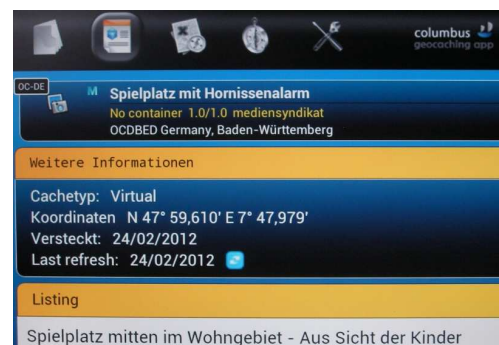 columbus
geocaching app
OC-DE
M Spielplatz mit Hornissenalarm
No container 1.0/1.0 mediensyndikat
OCDBED Germany, Baden-Württemberg
Weitere Informationen
Cachetyp: Virtual
Koordinaten N 47° 59,610' E 7° 47,979'
Versteckt: 24/02/2012
Last refresh: 24/02/2012
Listing
Spielplatz mitten im Wohngebiet - Aus Sicht der Kinder